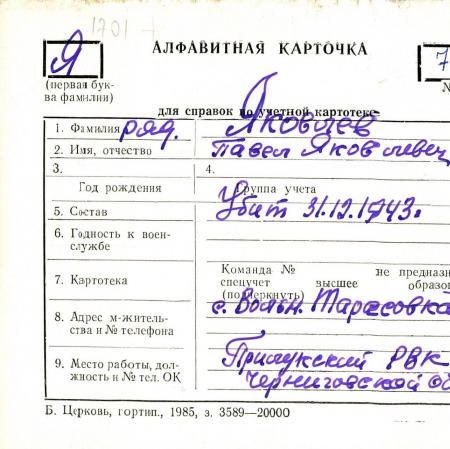 1701 +
Я АЛФАВИТНАЯ КАРТОЧКА 7
(первая бук-
ва фамилии)
для справок по учетной картотеке
1. Фамилия ряд. Яковлев
2. Имя, отчество Павел Яковлевич
3. 4.
Год рождения Группа учета
5. Состав Убит 31.12.1943.
6. Годность к воен-
службе
Команда № не предназн
7. Картотека спецучет высшее образо
(подчеркнуть)
8. Адрес м-житель-
ства и № телефона
с. Вольн. Тарасовка
9. Место работы, дол-
жность и № тел. ОК
Прилукский РВК
Черниговской об
Б. Церковь, гортип., 1985, з. 3589—20000